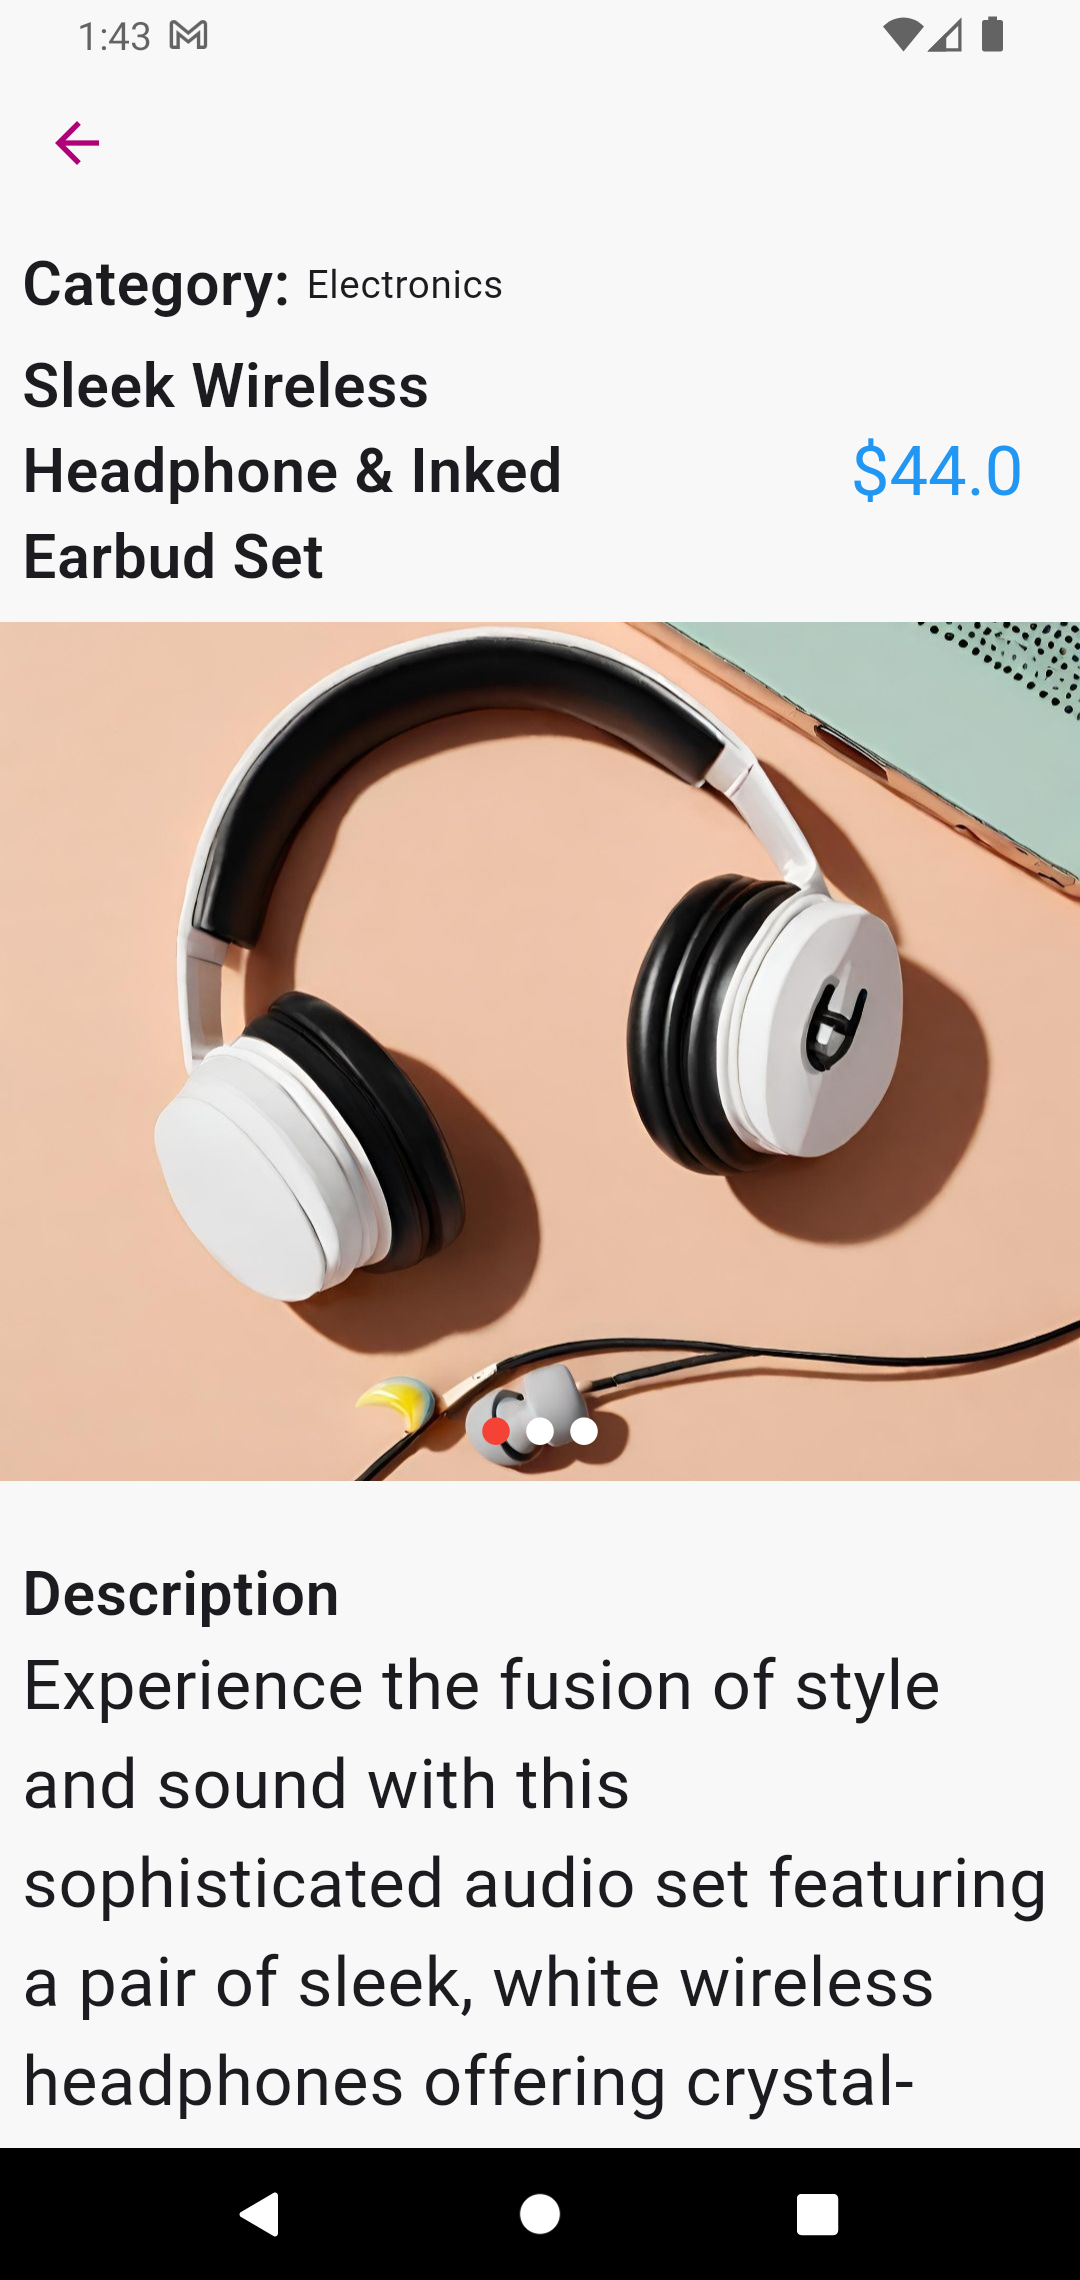 1:43
Category: Electronics
Sleek Wireless
Headphone & Inked
Earbud Set
$44.0
Description
Experience the fusion of style
and sound with this
sophisticated audio set featuring
a pair of sleek, white wireless
headphones offering crystal-